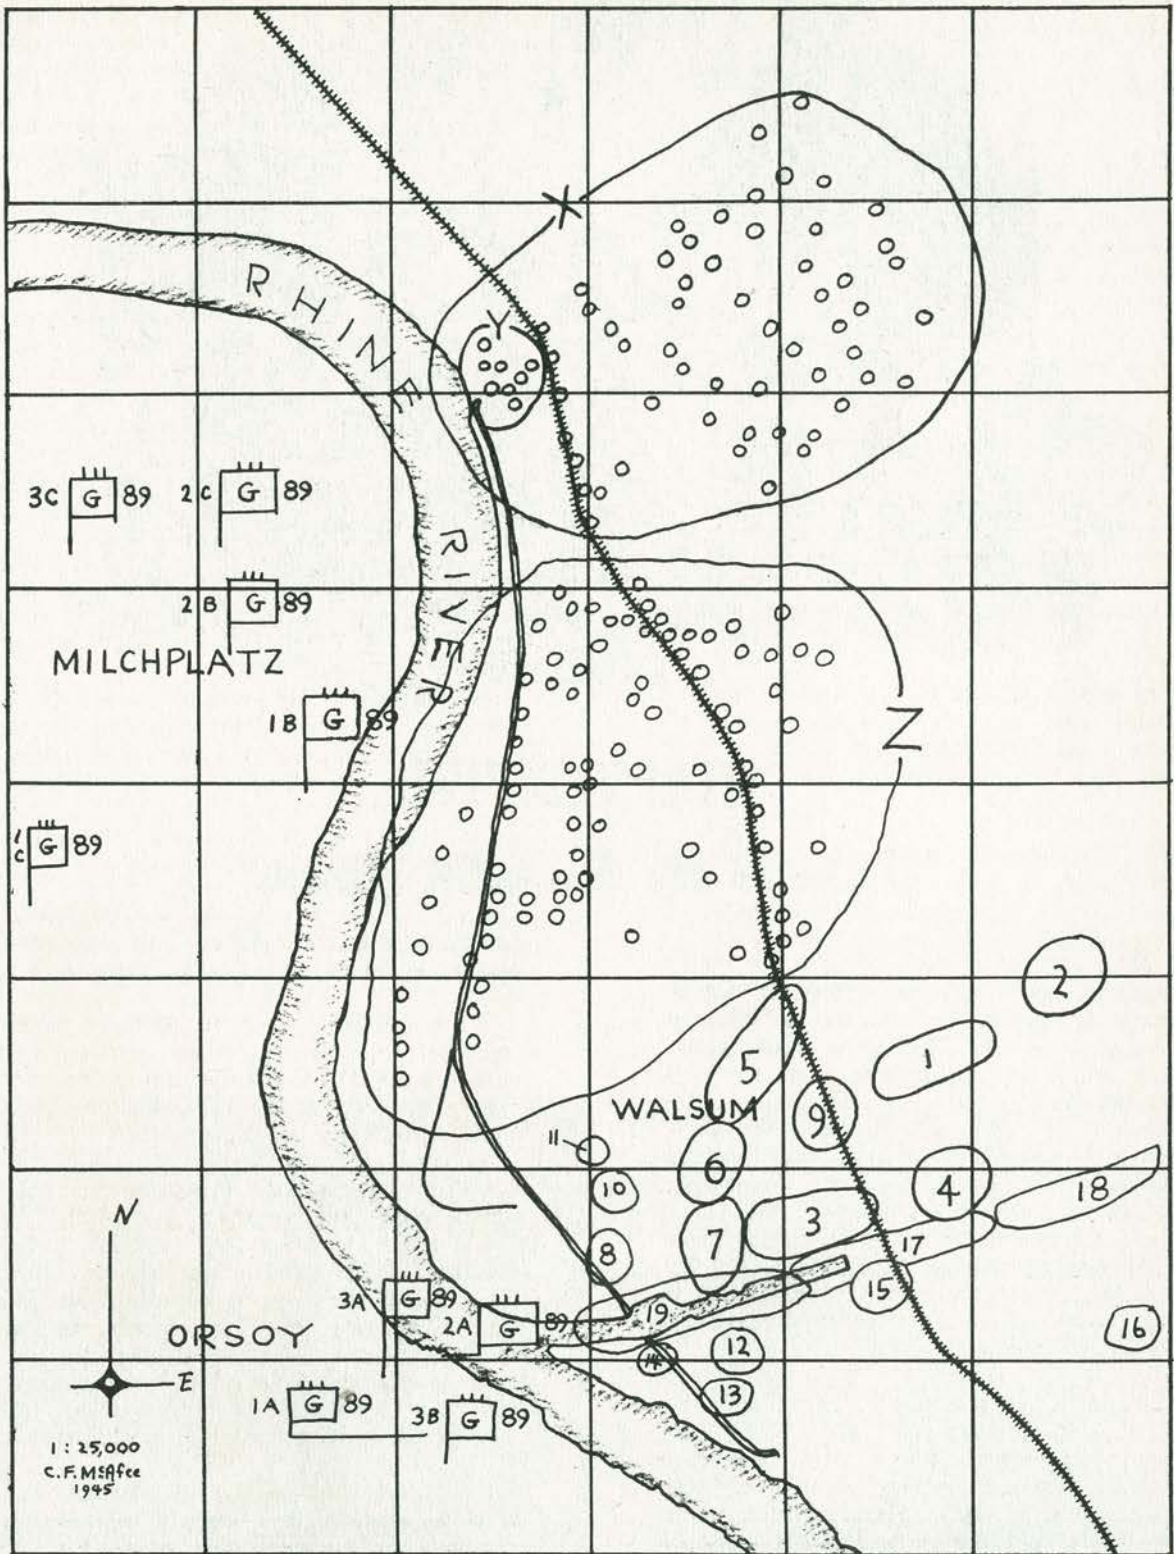 X
RHINE
Y
3C G 89
2C G 89
2B G 89
RIVER
MILCHPLATZ
1B G 89
Z
1C G 89
2
1
5
WALSUM
9
11
6
4
10
18
3
7
17
8
N
15
3A G 89
19
2A G 89
16
ORSOY
12
14
E
13
1A G 89
3B G 89
1:25,000
C.F. McAfee
1945